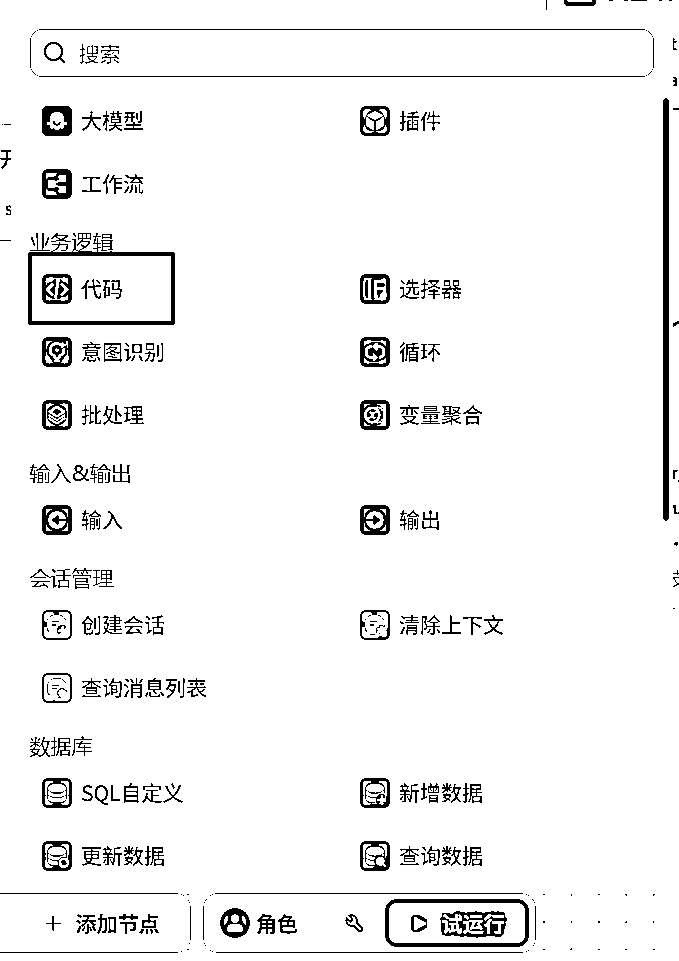 搜索
大模型 插件
工作流
业务逻辑
代码 选择器
意图识别 循环
批处理 变量聚合
输入&输出
输入 输出
会话管理
创建会话 清除上下文
查询消息列表
数据库
SQL自定义 新增数据
更新数据 查询数据
+ 添加节点 角色 试运行